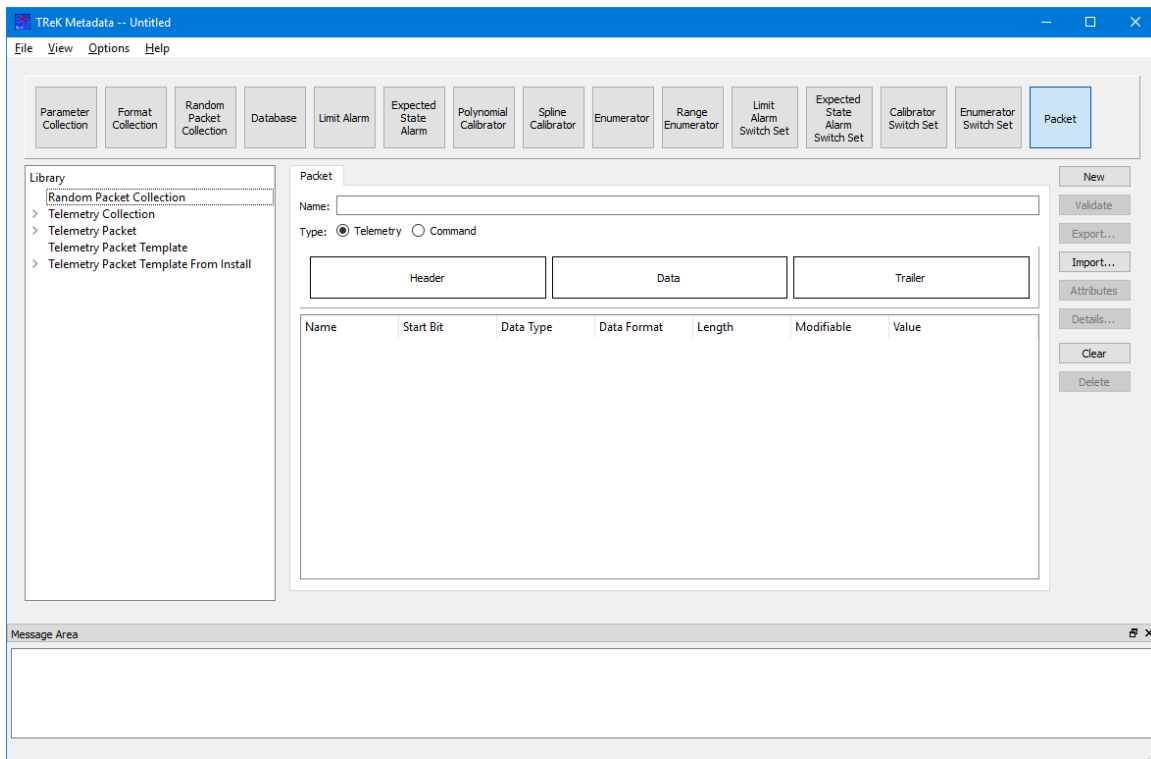 TReK Metadata -- Untitled
File View Options Help
Parameter Collection
Format Collection
Random Packet Collection
Database
Limit Alarm
Expected State Alarm
Polynomial Calibrator
Spline Calibrator
Enumerator
Range Enumerator
Limit Alarm Switch Set
Expected State Alarm Switch Set
Calibrator Switch Set
Enumerator Switch Set
Packet
Library
Random Packet Collection
Telemetry Collection
Telemetry Packet
Telemetry Packet Template
Telemetry Packet Template From Install
Packet
Name:
Type: Telemetry Command
Header Data Trailer
Name Start Bit Data Type Data Format Length Modifiable Value
New
Validate
Export...
Import...
Attributes
Details...
Clear
Delete
Message Area